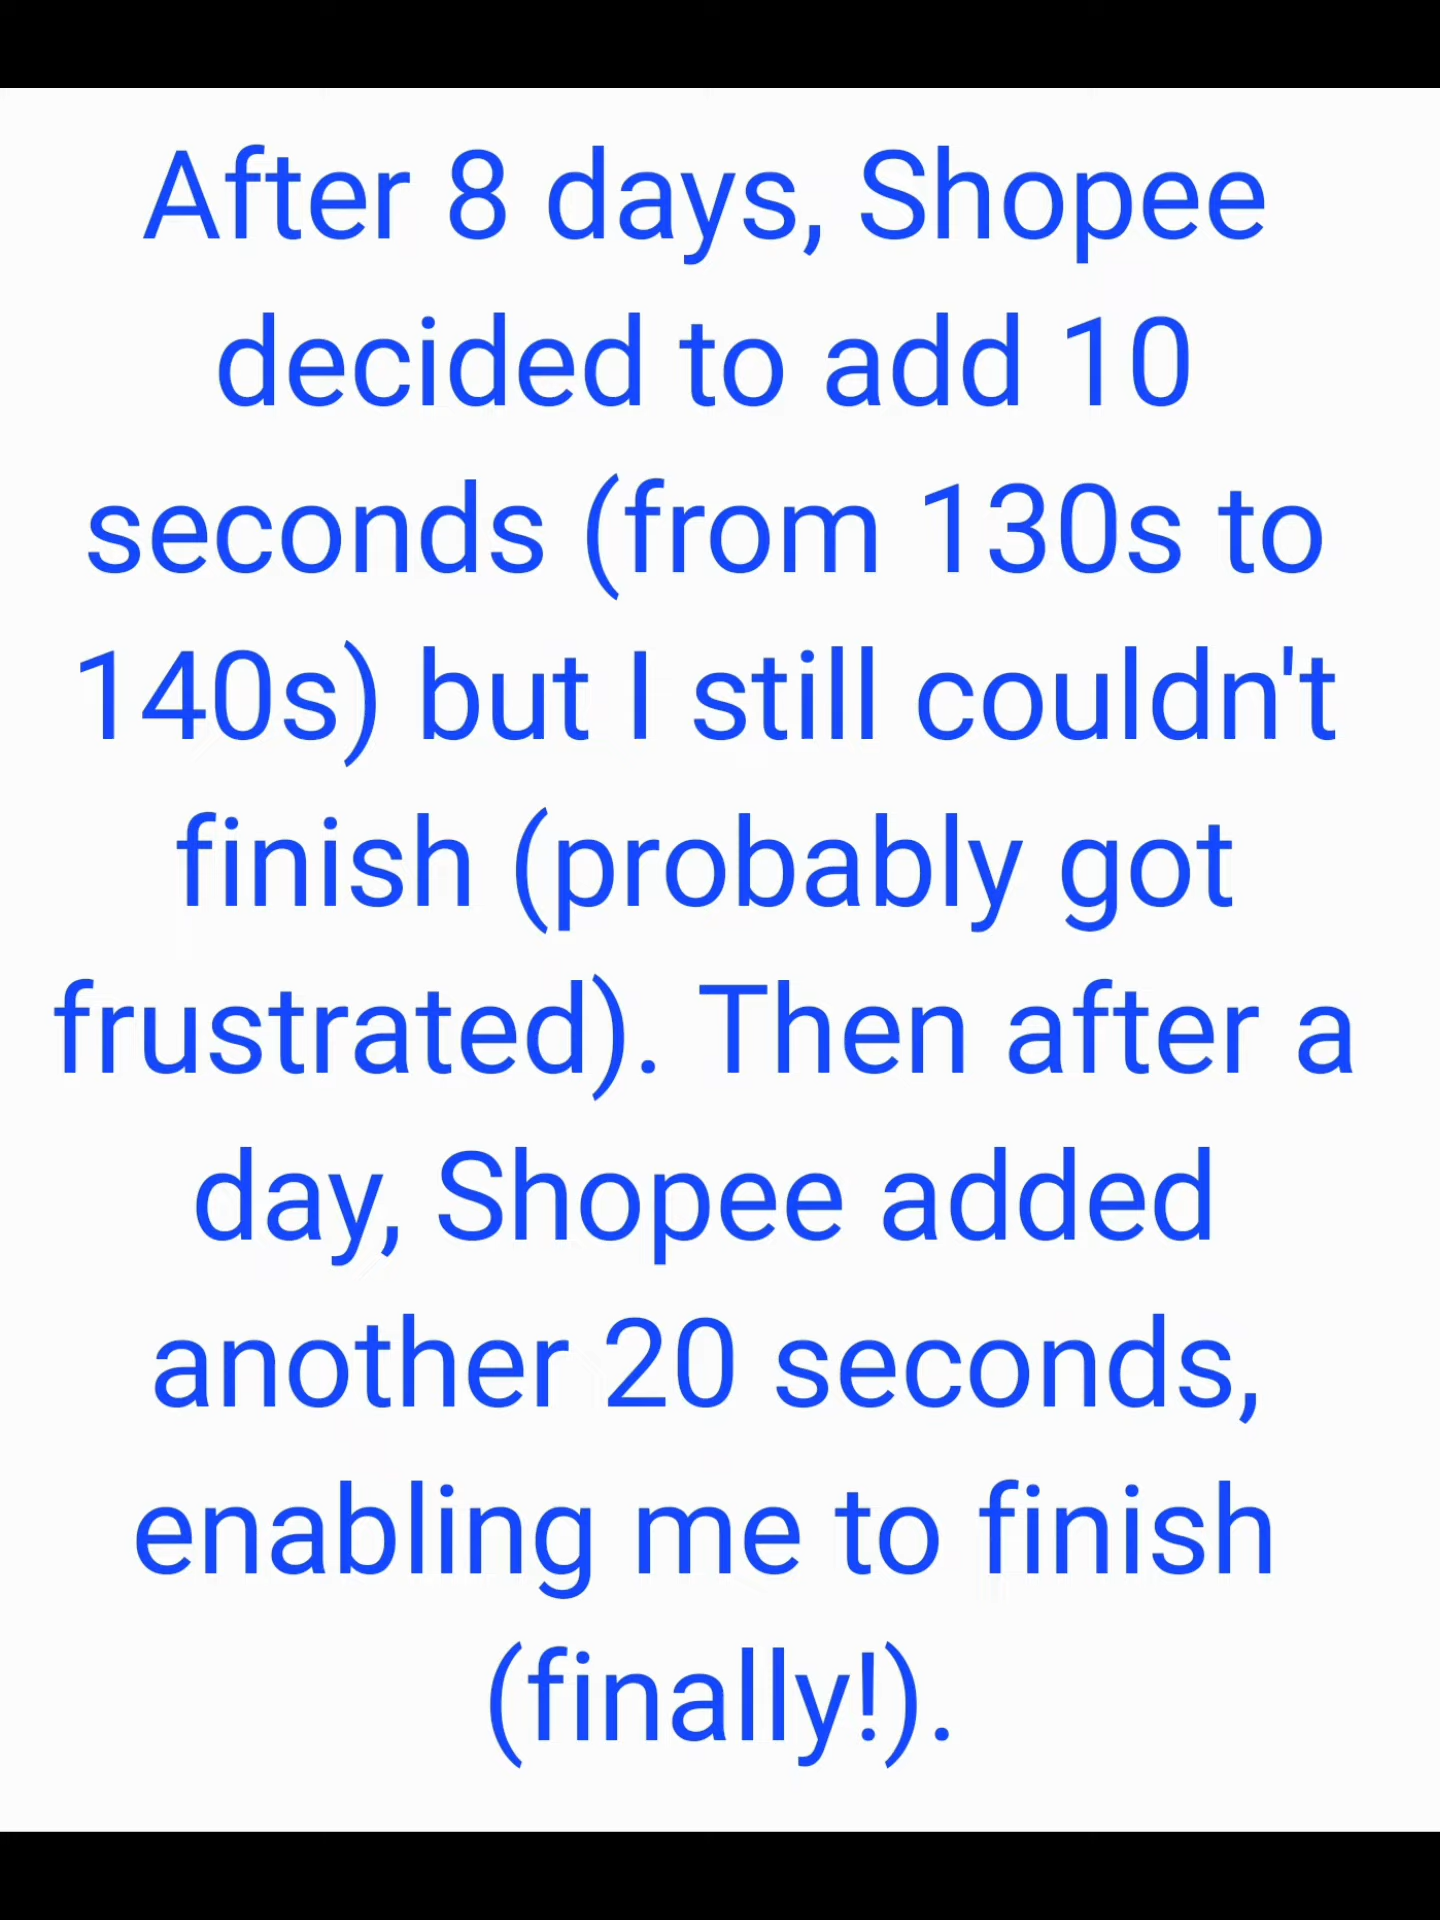 After 8 days, Shopee
decided to add 10
seconds (from 130s to
140s) but I still couldn't
finish (probably got
frustrated). Then after a
day, Shopee added
another 20 seconds,
enabling me to finish
(finally!).